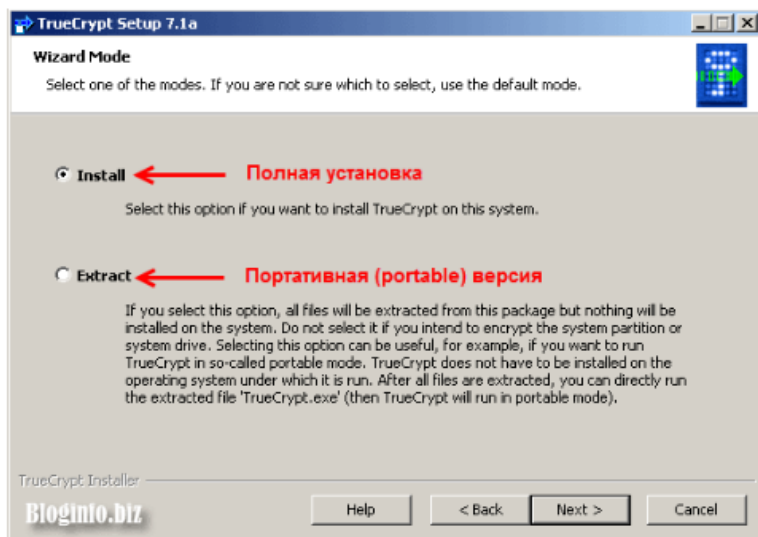 TrueCrypt Setup 7.1a
Wizard Mode
Select one of the modes. If you are not sure which to select, use the default mode.
Install
Полная установка
Select this option if you want to install TrueCrypt on this system.
Extract
Портативная (portable) версия
If you select this option, all files will be extracted from this package but nothing will be
installed on the system. Do not select it if you intend to encrypt the system partition or
system drive. Selecting this option can be useful, for example, if you want to run
TrueCrypt in so-called portable mode. TrueCrypt does not have to be installed on the
operating system under which it is run. After all files are extracted, you can directly run
the extracted file 'TrueCrypt.exe' (then TrueCrypt will run in portable mode).
TrueCrypt Installer
Bloginfo.biz
Help
< Back
Next >
Cancel